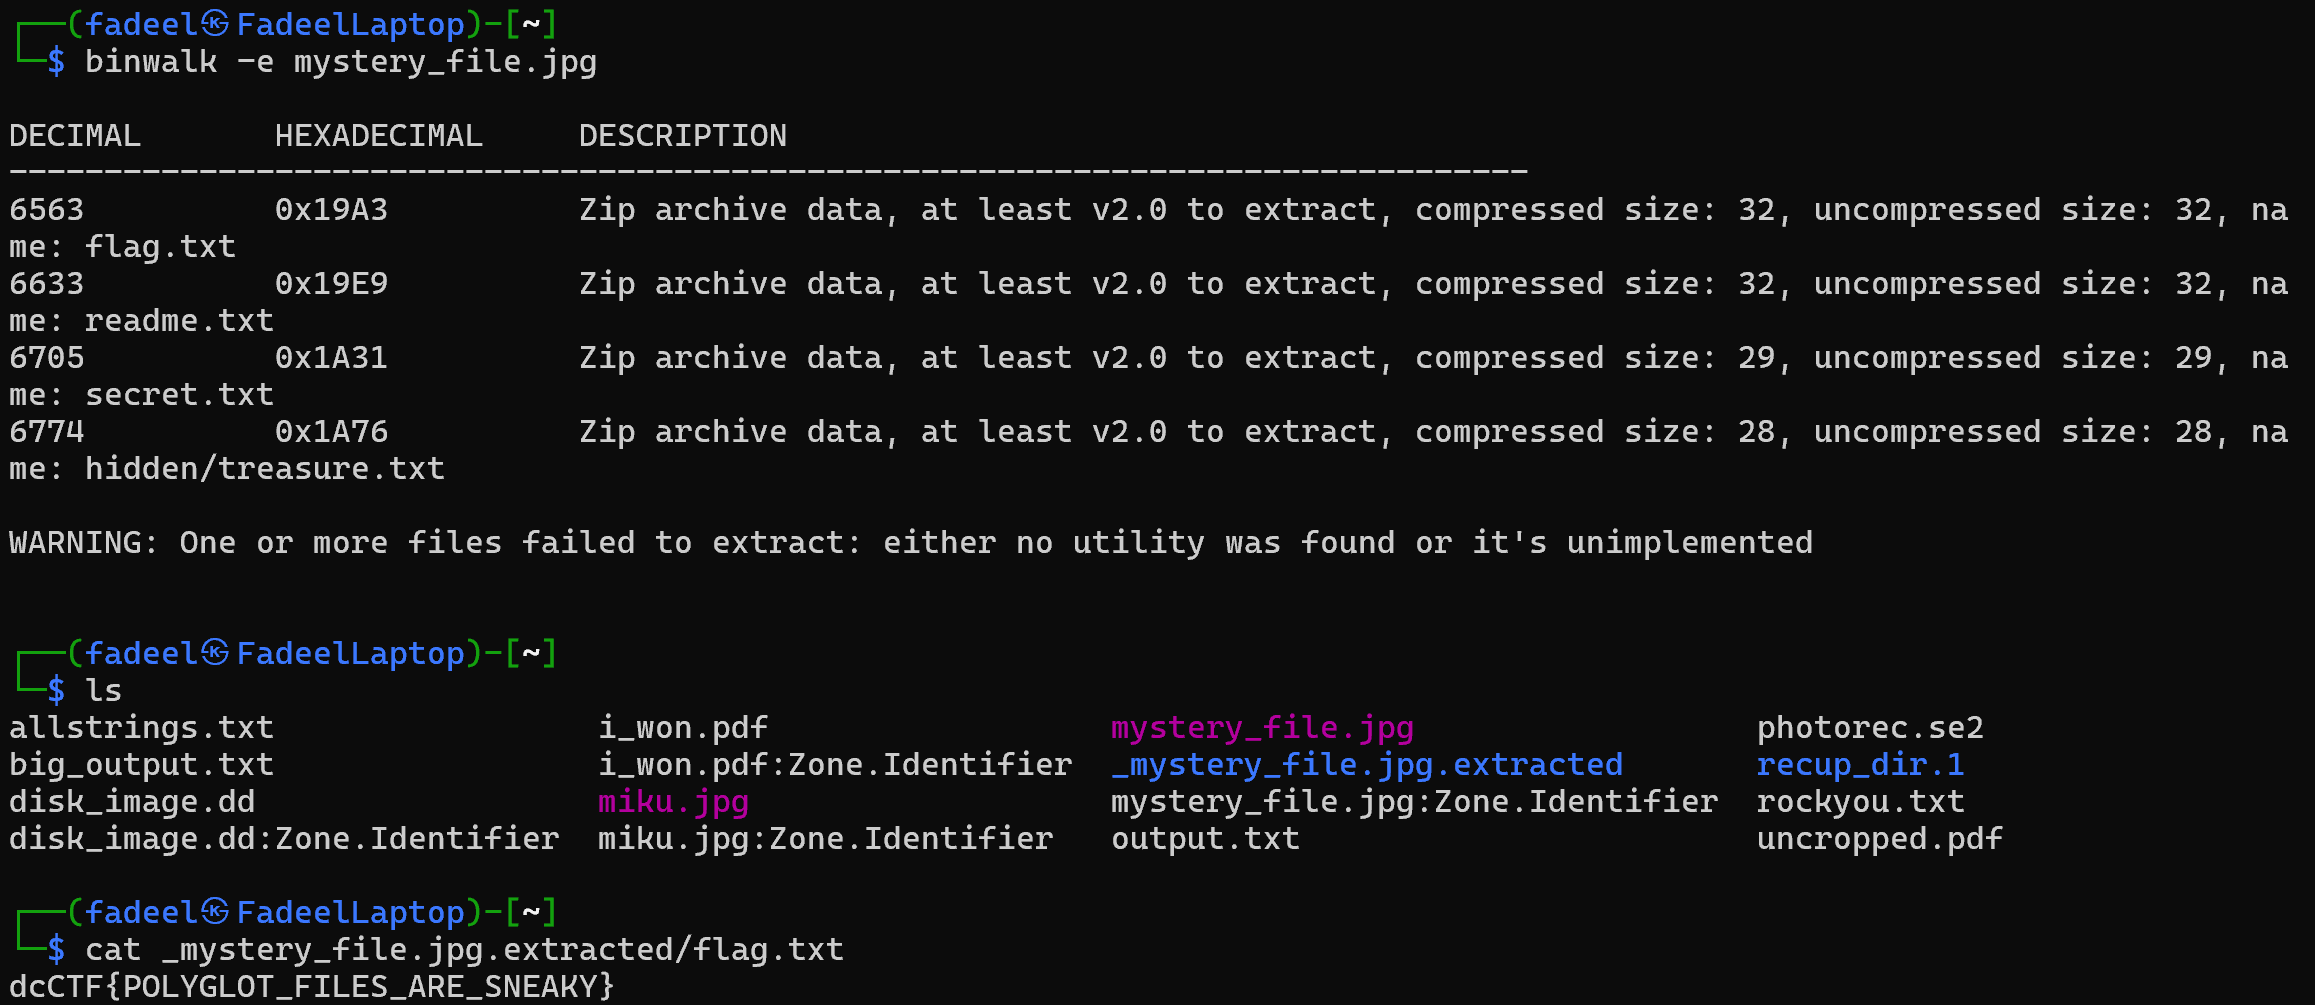 ┌──(fadeel㉿FadeelLaptop)-[~]
└─$ binwalk -e mystery_file.jpg
DECIMAL       HEXADECIMAL     DESCRIPTION
--------------------------------------------------------------------------------
6563          0x19A3          Zip archive data, at least v2.0 to extract, compressed size: 32, uncompressed size: 32, na
me: flag.txt
6633          0x19E9          Zip archive data, at least v2.0 to extract, compressed size: 32, uncompressed size: 32, na
me: readme.txt
6705          0x1A31          Zip archive data, at least v2.0 to extract, compressed size: 29, uncompressed size: 29, na
me: secret.txt
6774          0x1A76          Zip archive data, at least v2.0 to extract, compressed size: 28, uncompressed size: 28, na
me: hidden/treasure.txt
WARNING: One or more files failed to extract: either no utility was found or it's unimplemented
┌──(fadeel㉿FadeelLaptop)-[~]
└─$ ls
allstrings.txt                 i_won.pdf                  mystery_file.jpg                  photorec.se2
big_output.txt                 i_won.pdf:Zone.Identifier  _mystery_file.jpg.extracted       recup_dir.1
disk_image.dd                  miku.jpg                   mystery_file.jpg:Zone.Identifier  rockyou.txt
disk_image.dd:Zone.Identifier  miku.jpg:Zone.Identifier   output.txt                        uncropped.pdf
┌──(fadeel㉿FadeelLaptop)-[~]
└─$ cat _mystery_file.jpg.extracted/flag.txt
dcCTF{POLYGLOT_FILES_ARE_SNEAKY}